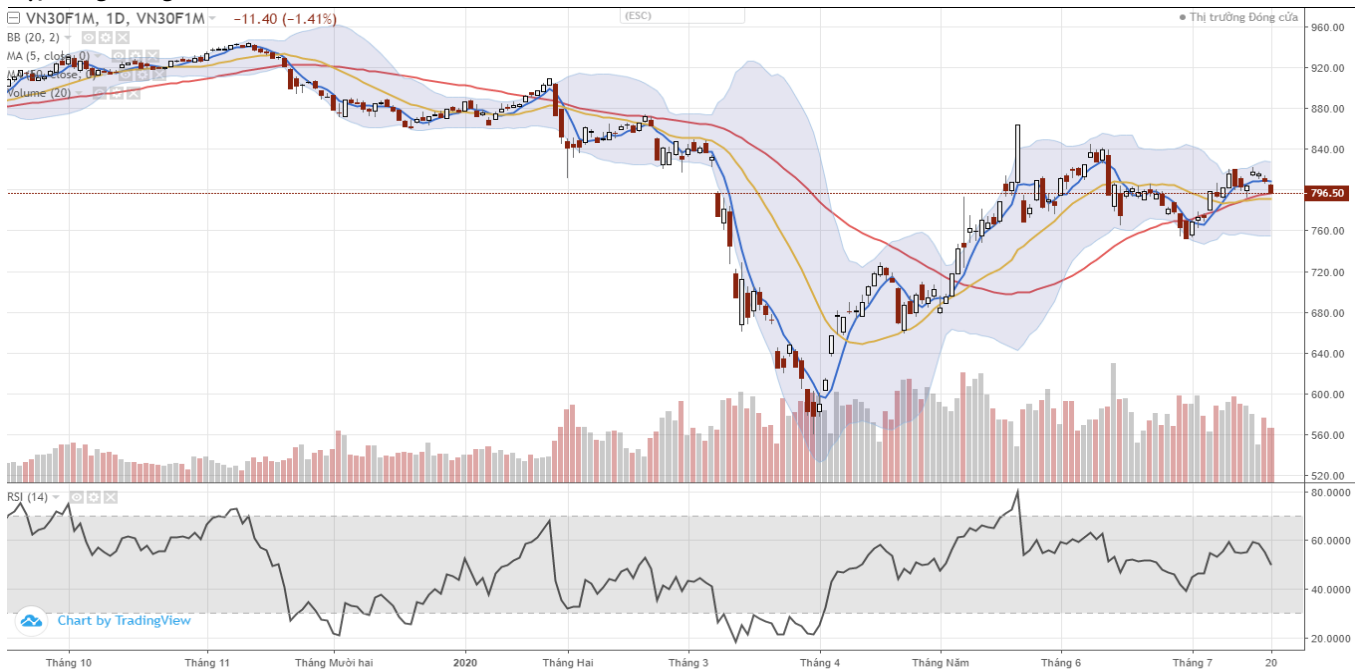 VN30F1M, 1D, VN30F1M −11.40 (−1.41%)
(ESC)
Thị trường Đóng cửa
BB (20, 2)
MA (5, close, 0)
close, 0)
Volume (20)
960.00
920.00
880.00
840.00
796.50
760.00
720.00
680.00
640.00
600.00
560.00
520.00
RSI (14)
80.0000
60.0000
40.0000
20.0000
Chart by TradingView
Tháng 10 Tháng 11 Tháng Mười hai 2020 Tháng Hai Tháng 3 Tháng 4 Tháng Năm Tháng 6 Tháng 7 20